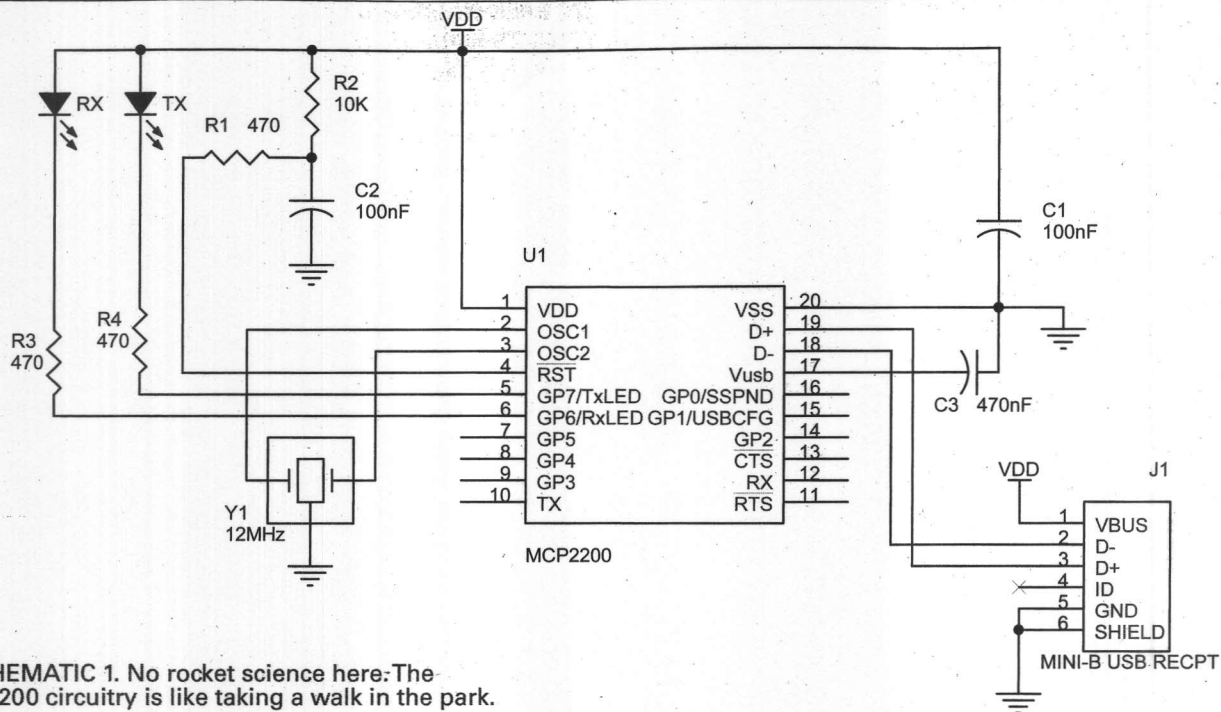 VDD
RX
TX
R2
10K
R1 470
C2
100nF
C1
100nF
R3
470
R4
470
U1
1 VDD
2 OSC1
3 OSC2
4 RST
5 GP7/TxLED
6 GP6/RxLED
7 GP5
8 GP4
9 GP3
10 TX
VSS 20
D+ 19
D- 18
Vusb 17
GP0/SSPND 16
GP1/USBCFG 15
GP2 14
CTS 13
RX 12
RTS 11
MCP2200
C3 470nF
Y1
12MHz
VDD
J1
1 VBUS
2 D-
3 D+
4 ID
5 GND
6 SHIELD
MINI-B USB RECPT
HEMATIC 1. No rocket science here. The
200 circuitry is like taking a walk in the park.